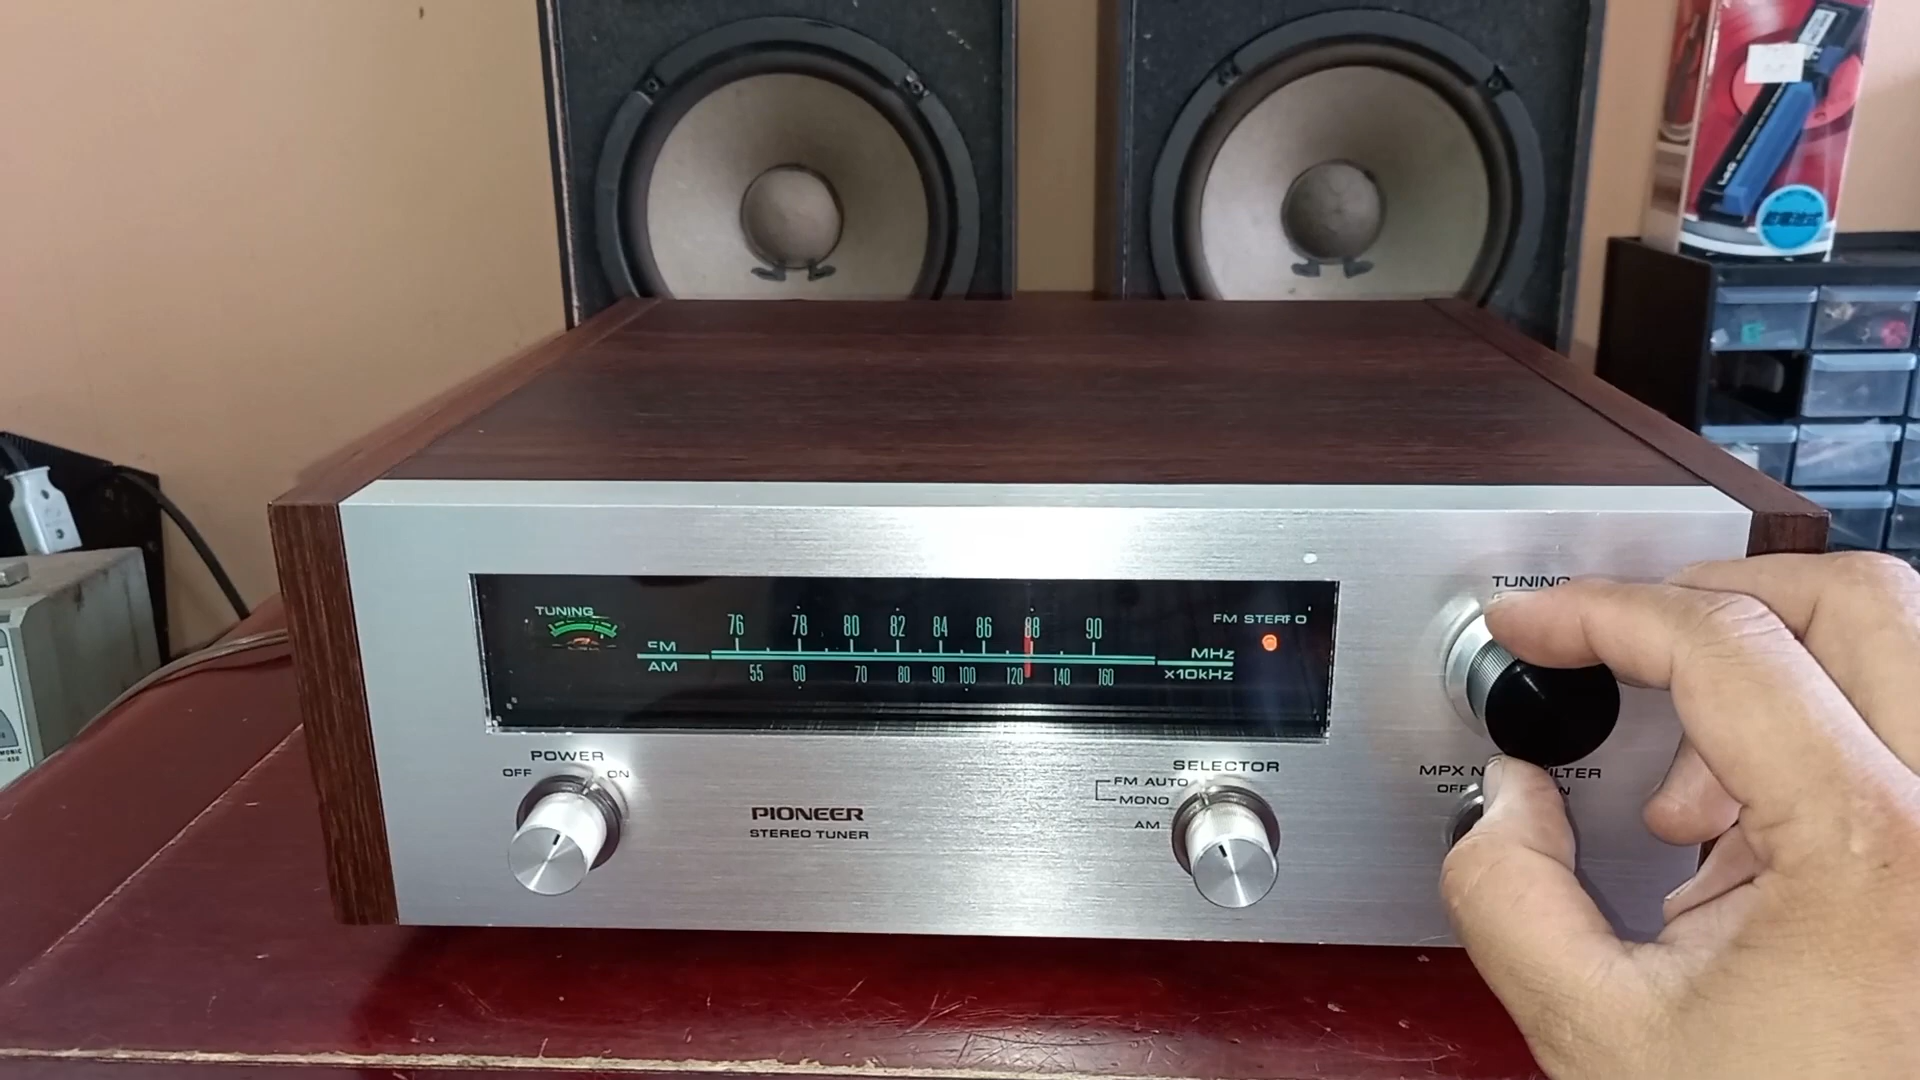 TUNING
TUNING
FM STEREO
76 78 80 82 84 86 88 90
FM
MHz
AM
55 60 70 80 90 100 120 140 160
x10kHz
POWER
OFF
ON
SELECTOR
FM AUTO
MONO
AM
MPX
OFF
PIONEER
STEREO TUNER